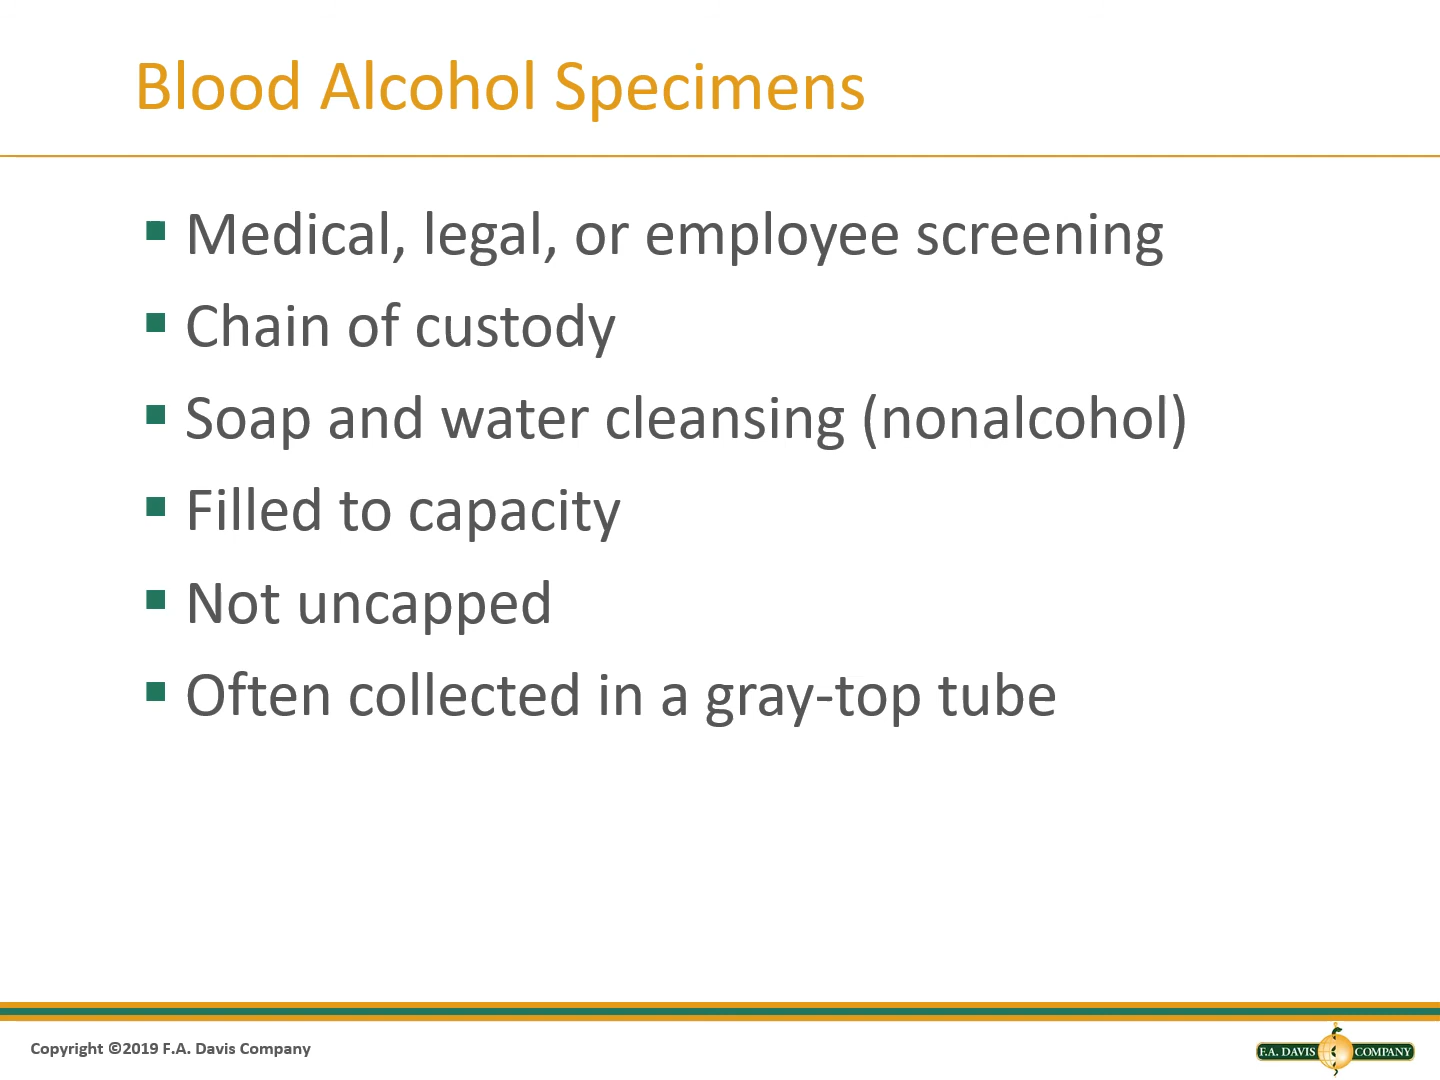 Blood Alcohol Specimens
Medical, legal, or employee screening
Chain of custody
Soap and water cleansing (nonalcohol)
Filled to capacity
Not uncapped
Often collected in a gray-top tube
Copyright ©2019 F.A. Davis Company
F.A. DAVIS COMPANY